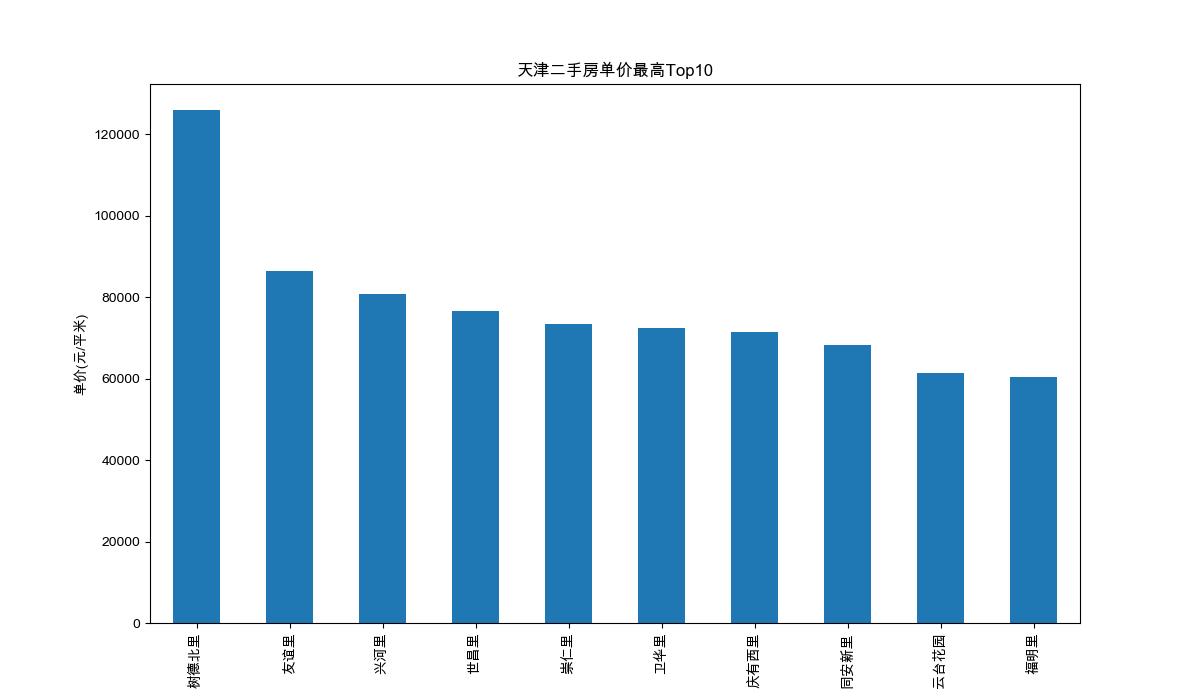 天津二手房单价最高Top10
单价(元/平米)
120000
100000
80000
60000
40000
20000
0
树德北里
友谊里
兴河里
世昌里
崇仁里
卫华里
庆有西里
同安新里
云台花园
福明里